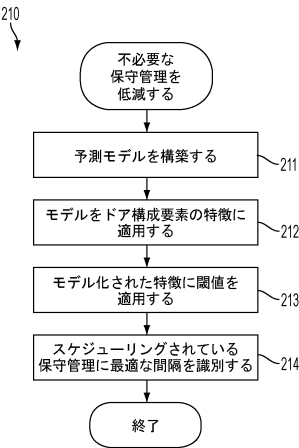 210
不必要な
保守管理を
低減する
予測モデルを構築する
211
モデルをドア構成要素の特徴に
適用する
212
モデル化された特徴に閾値を
適用する
213
スケジューリングされている
保守管理に最適な間隔を識別する
214
終了